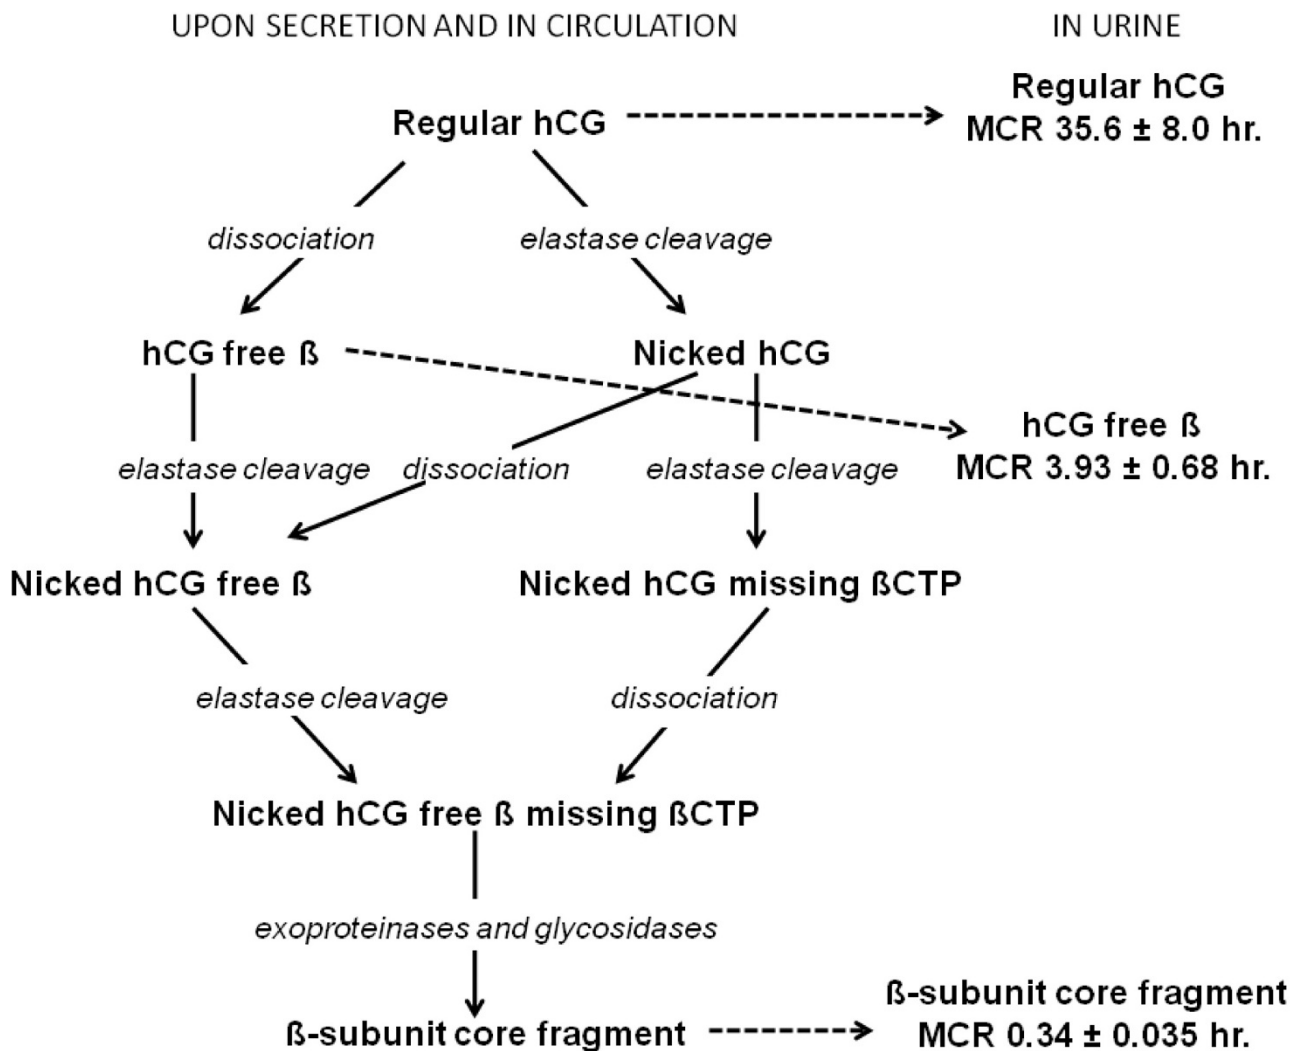 UPON SECRETION AND IN CIRCULATION
IN URINE
Regular hCG
Regular hCG
MCR 35.6 ± 8.0 hr.
dissociation
elastase cleavage
hCG free ß
Nicked hCG
hCG free ß
MCR 3.93 ± 0.68 hr.
elastase cleavage
dissociation
elastase cleavage
Nicked hCG free ß
Nicked hCG missing ßCTP
elastase cleavage
dissociation
Nicked hCG free ß missing ßCTP
exoproteinases and glycosidases
ß-subunit core fragment
ß-subunit core fragment
MCR 0.34 ± 0.035 hr.